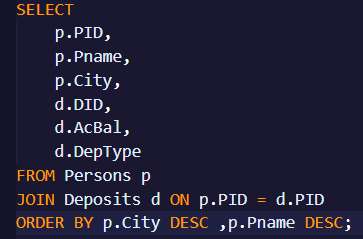 SELECT
    p.PID,
    p.Pname,
    p.City,
    d.DID,
    d.AcBal,
    d.DepType
FROM Persons p
JOIN Deposits d ON p.PID = d.PID
ORDER BY p.City DESC ,p.Pname DESC;